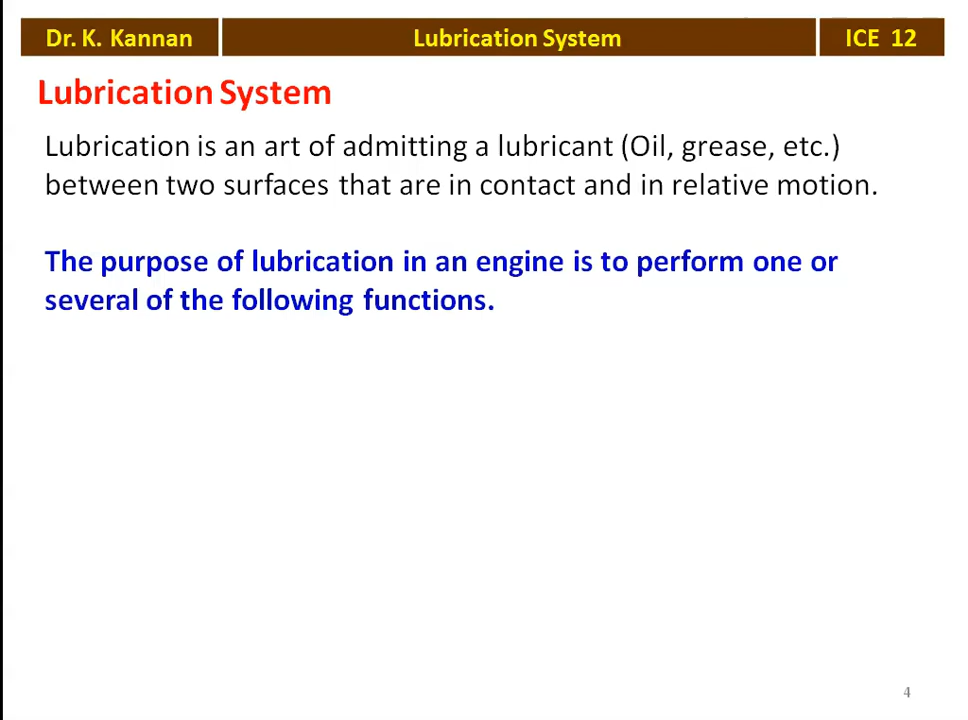 Dr. K. Kannan
Lubrication System
ICE 12
Lubrication System
Lubrication is an art of admitting a lubricant (Oil, grease, etc.)
between two surfaces that are in contact and in relative motion.
The purpose of lubrication in an engine is to perform one or
several of the following functions.
4